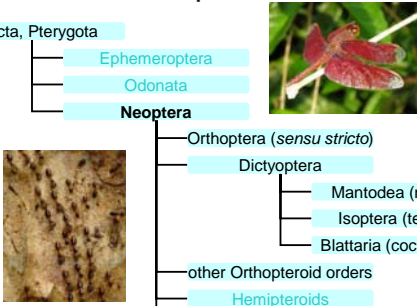 cta, Pterygota
Ephemeroptera
Odonata
Neoptera
Orthoptera (sensu stricto)
Dictyoptera
Mantodea (
Isoptera (te
Blattaria (coc
other Orthopteroid orders
Hemipteroids